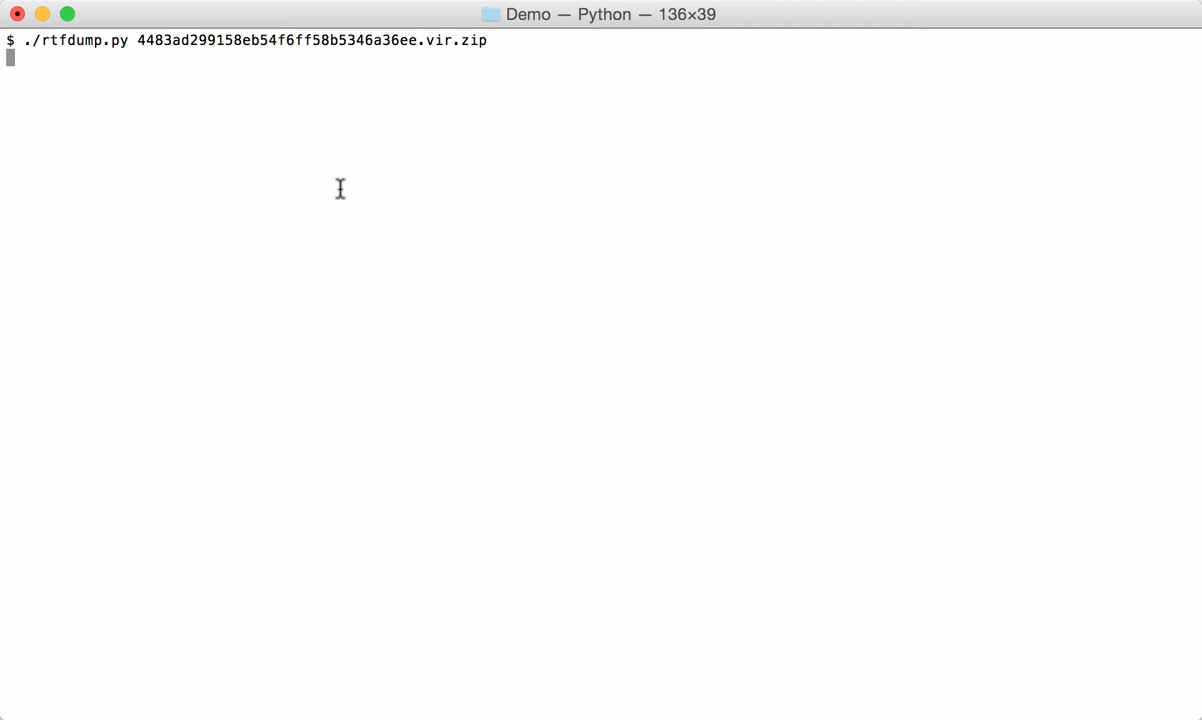 Demo — Python — 136×39
$ ./rtfdump.py 4483ad299158eb54f6ff58b5346a36ee.vir.zip